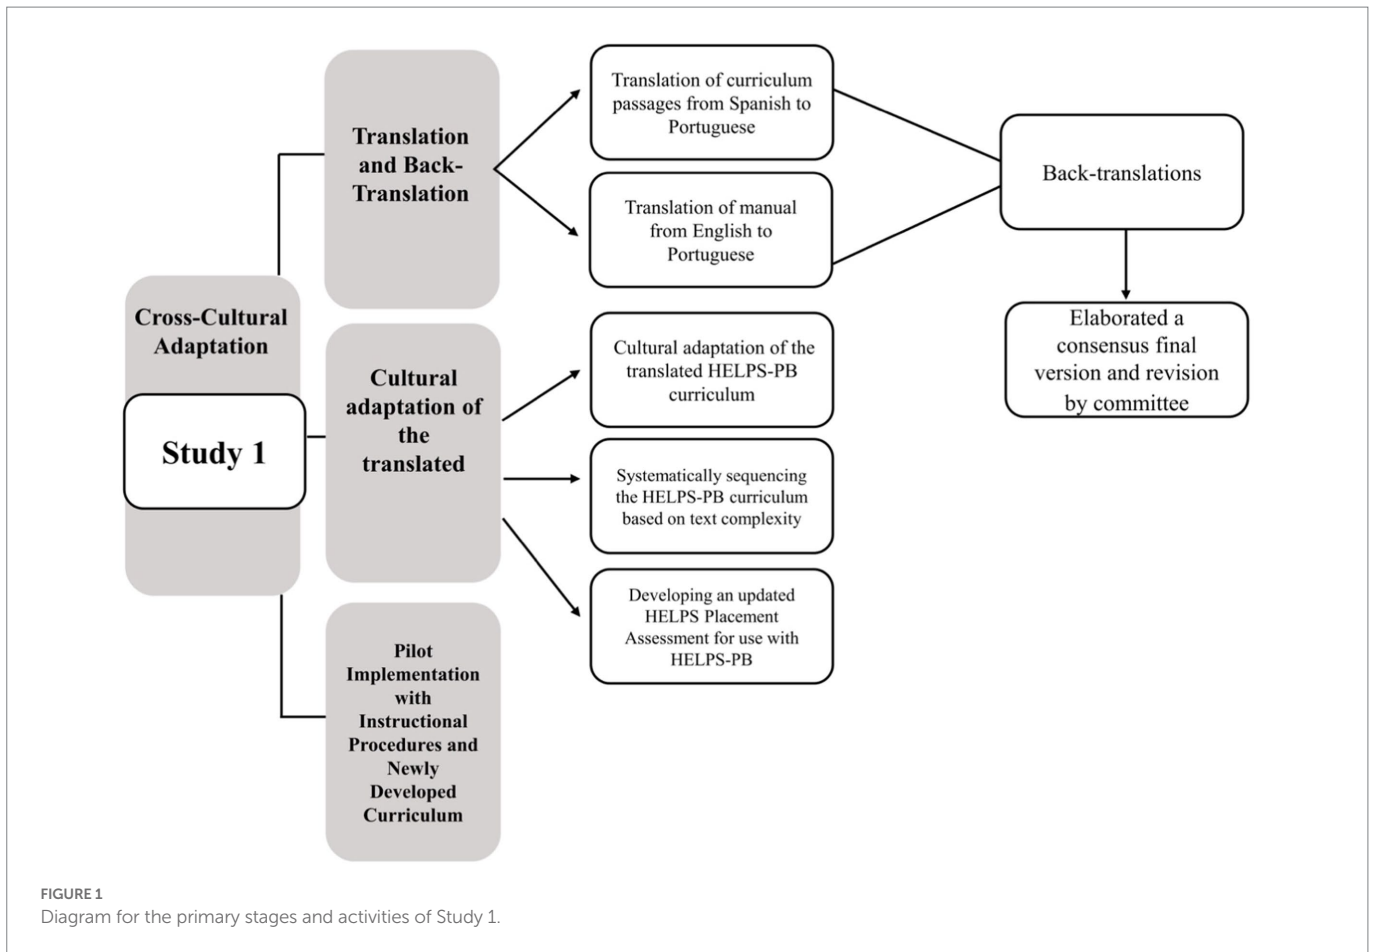 Cross-Cultural
Adaptation
Study 1
Translation
and Back-
Translation
Translation of curriculum
passages from Spanish to
Portuguese
Translation of manual
from English to
Portuguese
Back-translations
Elaborated a
consensus final
version and revision
by committee
Cultural
adaptation of
the
translated
Cultural adaptation of the
translated HELPS-PB
curriculum
Systematically sequencing
the HELPS-PB curriculum
based on text complexity
Developing an updated
HELPS Placement
Assessment for use with
HELPS-PB
Pilot
Implementation
with
Instructional
Procedures and
Newly
Developed
Curriculum
FIGURE 1
Diagram for the primary stages and activities of Study 1.